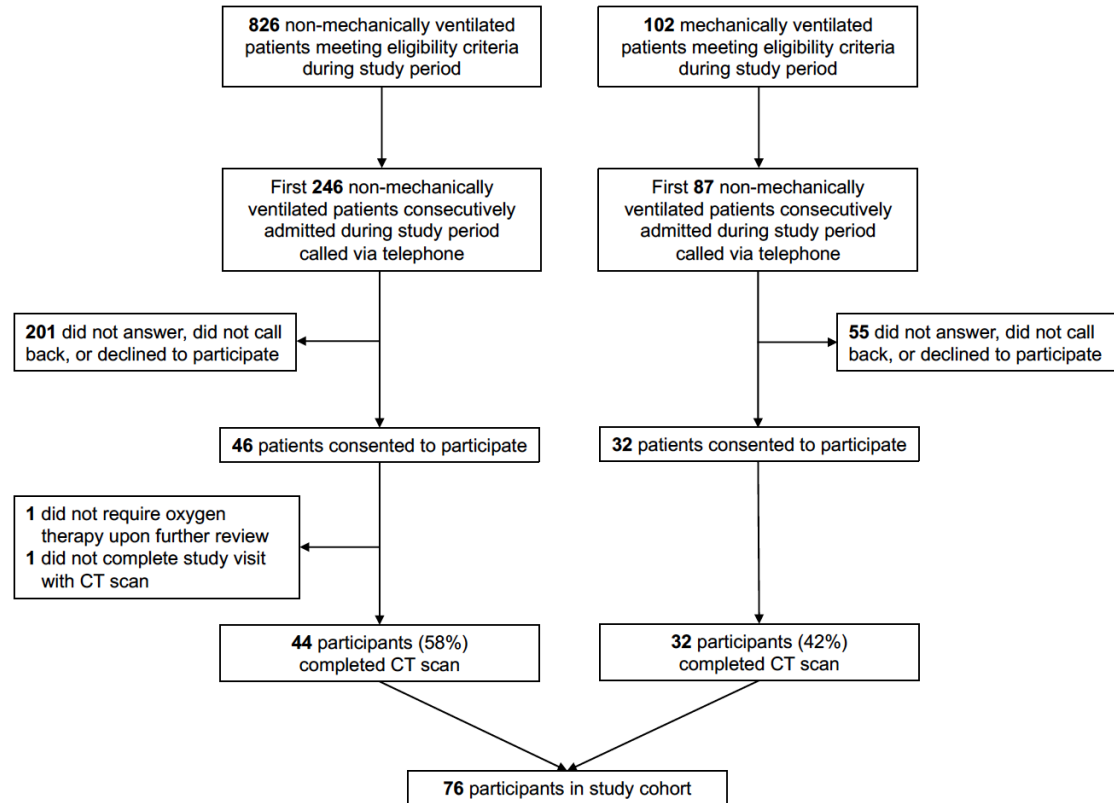 826 non-mechanically ventilated
patients meeting eligibility criteria
during study period
102 mechanically ventilated
patients meeting eligibility criteria
during study period
First 246 non-mechanically
ventilated patients consecutively
admitted during study period
called via telephone
First 87 non-mechanically
ventilated patients consecutively
admitted during study period
called via telephone
201 did not answer, did not call
back, or declined to participate
55 did not answer, did not call
back, or declined to participate
46 patients consented to participate
32 patients consented to participate
1 did not require oxygen
therapy upon further review
1 did not complete study visit
with CT scan
44 participants (58%)
completed CT scan
32 participants (42%)
completed CT scan
76 participants in study cohort